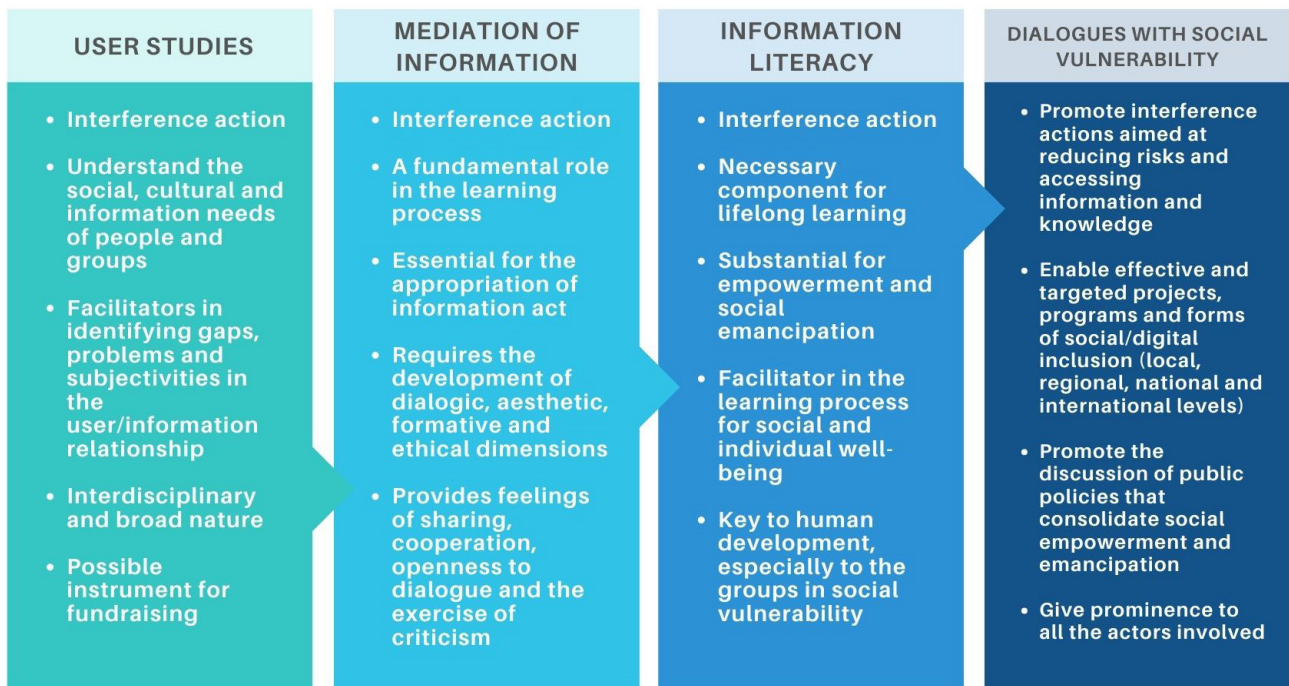 USER STUDIES
• Interference action
• Understand the
social, cultural and
information needs
of people and
groups
• Facilitators in
identifying gaps,
problems and
subjectivities in
the
user/information
relationship
• Interdisciplinary
and broad nature
• Possible
instrument for
fundraising
MEDIATION OF
INFORMATION
• Interference action
• A fundamental role
in the learning
process
• Essential for the
appropriation of
information act
• Requires the
development of
dialogic, aesthetic,
formative and
ethical dimensions
• Provides feelings
of sharing,
cooperation,
openness to
dialogue and the
exercise of
criticism
INFORMATION
LITERACY
• Interference action
• Necessary
component for
lifelong learning
• Substantial for
empowerment and
social
emancipation
• Facilitator in the
learning process
for social and
individual well-
being
• Key to human
development,
especially to the
groups in social
vulnerability
DIALOGUES WITH SOCIAL
VULNERABILITY
• Promote interference
actions aimed at
reducing risks and
accessing
information and
knowledge
• Enable effective and
targeted projects,
programs and forms
of social/digital
inclusion (local,
regional, national and
international levels)
• Promote the
discussion of public
policies that
consolidate social
empowerment and
emancipation
• Give prominence to
all the actors involved